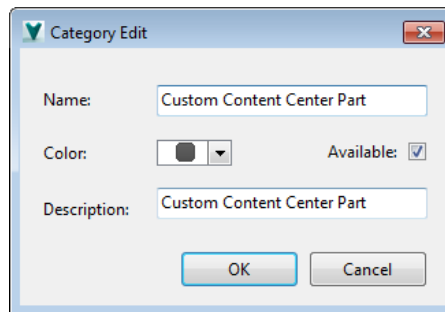 Category Edit
Name: Custom Content Center Part
Color: Available:
Description: Custom Content Center Part
OK Cancel